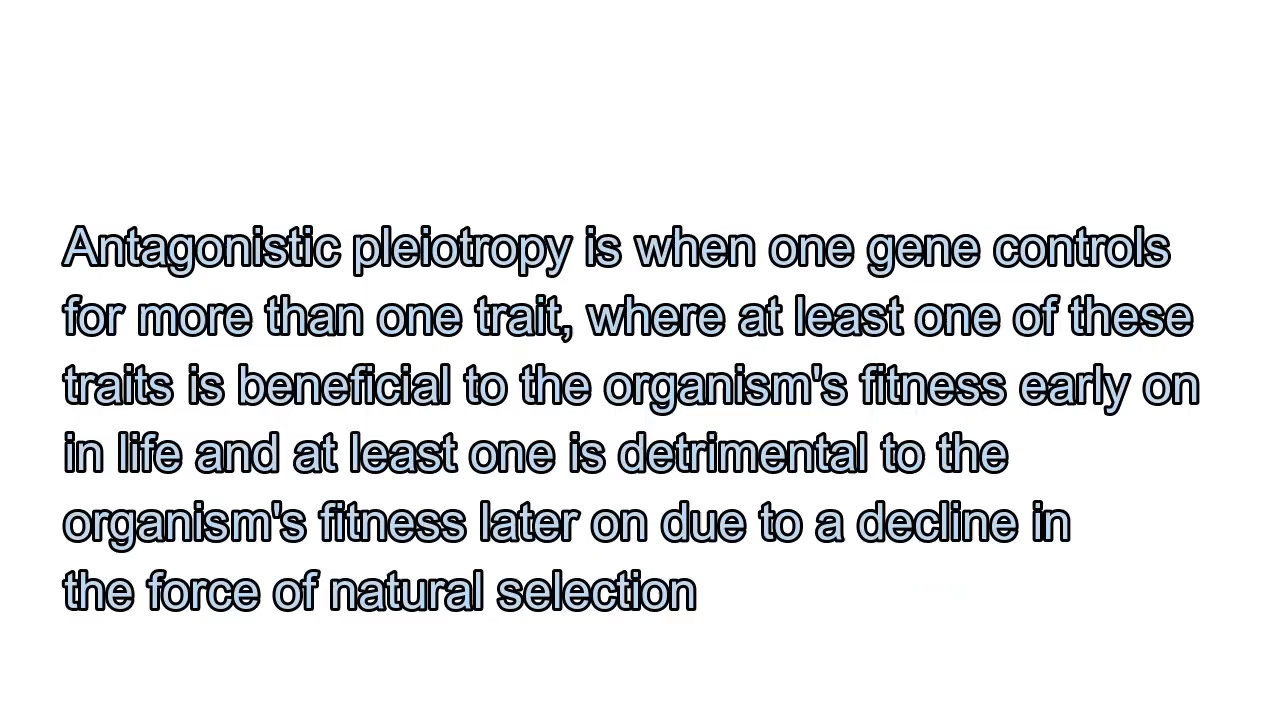 Antagonistic pleiotropy is when one gene controls
for more than one trait, where at least one of these
traits is beneficial to the organism's fitness early on
in life and at least one is detrimental to the
organism's fitness later on due to a decline in
the force of natural selection